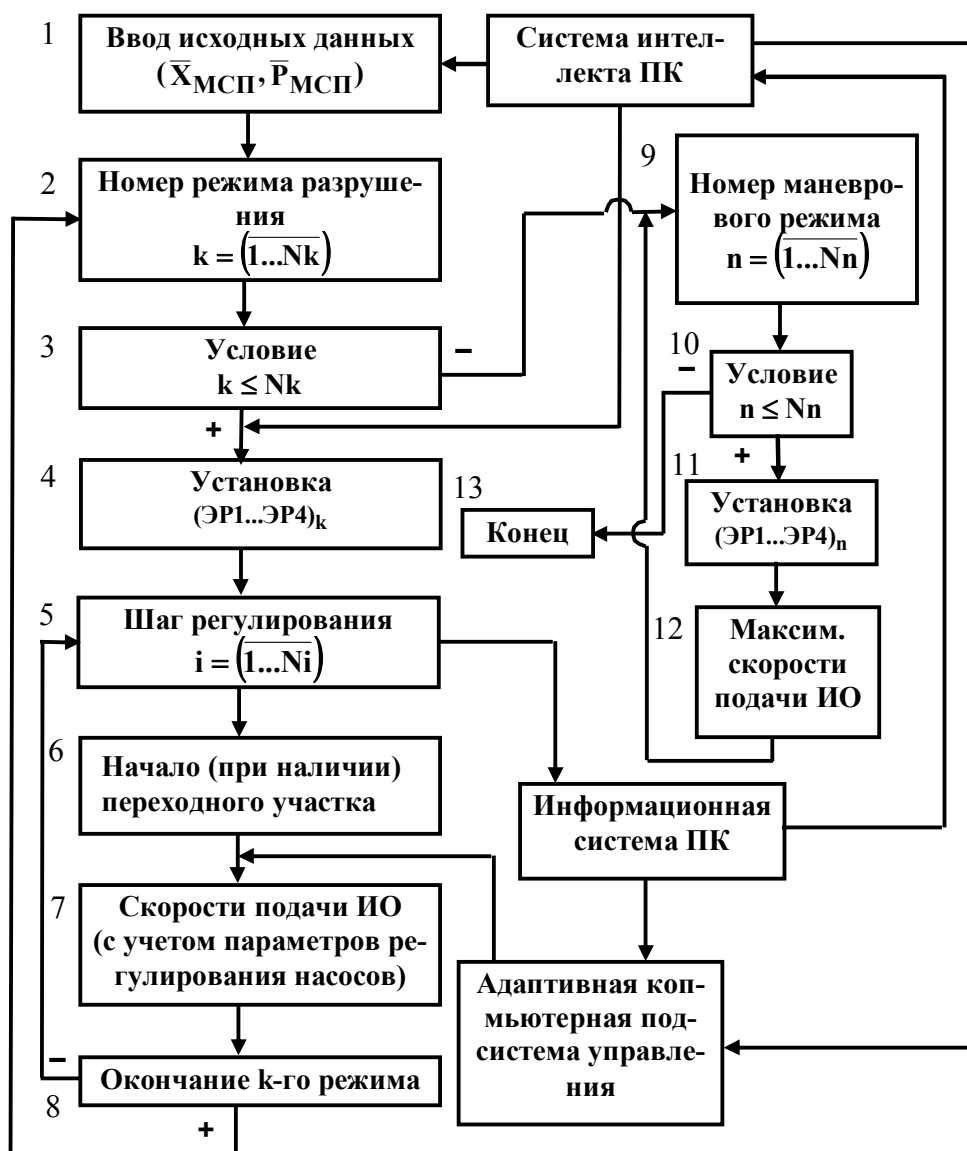 1
Ввод исходных данных
(X̅МСП, P̅МСП)
Система интел-
лекта ПК
2
Номер режима разруше-
ния
k = (1...Nk)
9
Номер маневро-
вого режима
n = (1...Nn)
3
Условие
k ≤ Nk
–
10
–
Условие
n ≤ Nn
+
+
4
Установка
(ЭР1...ЭР4)k
13
Конец
11
Установка
(ЭР1...ЭР4)n
5
Шаг регулирования
i = (1...Ni)
12
Максим.
скорости
подачи ИО
6
Начало (при наличии)
переходного участка
Информационная
система ПК
7
Скорости подачи ИО
(с учетом параметров ре-
гулирования насосов)
Адаптивная коп-
мьютерная под-
система управле-
ния
–
8
Окончание k-го режима
+